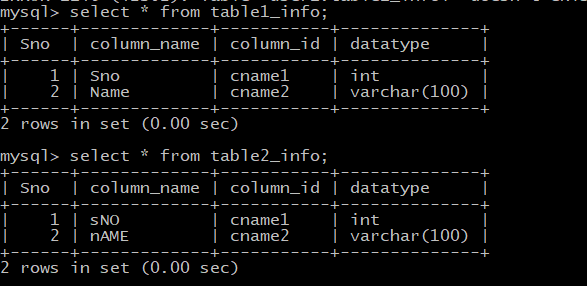 mysql> select * from table1_info;
+------+-------------+-----------+--------------+
| Sno | column_name | column_id | datatype |
+------+-------------+-----------+--------------+
| 1 | Sno | cname1 | int |
| 2 | Name | cname2 | varchar(100) |
+------+-------------+-----------+--------------+
2 rows in set (0.00 sec)
mysql> select * from table2_info;
+------+-------------+-----------+--------------+
| Sno | column_name | column_id | datatype |
+------+-------------+-----------+--------------+
| 1 | sNO | cname1 | int |
| 2 | nAME | cname2 | varchar(100) |
+------+-------------+-----------+--------------+
2 rows in set (0.00 sec)